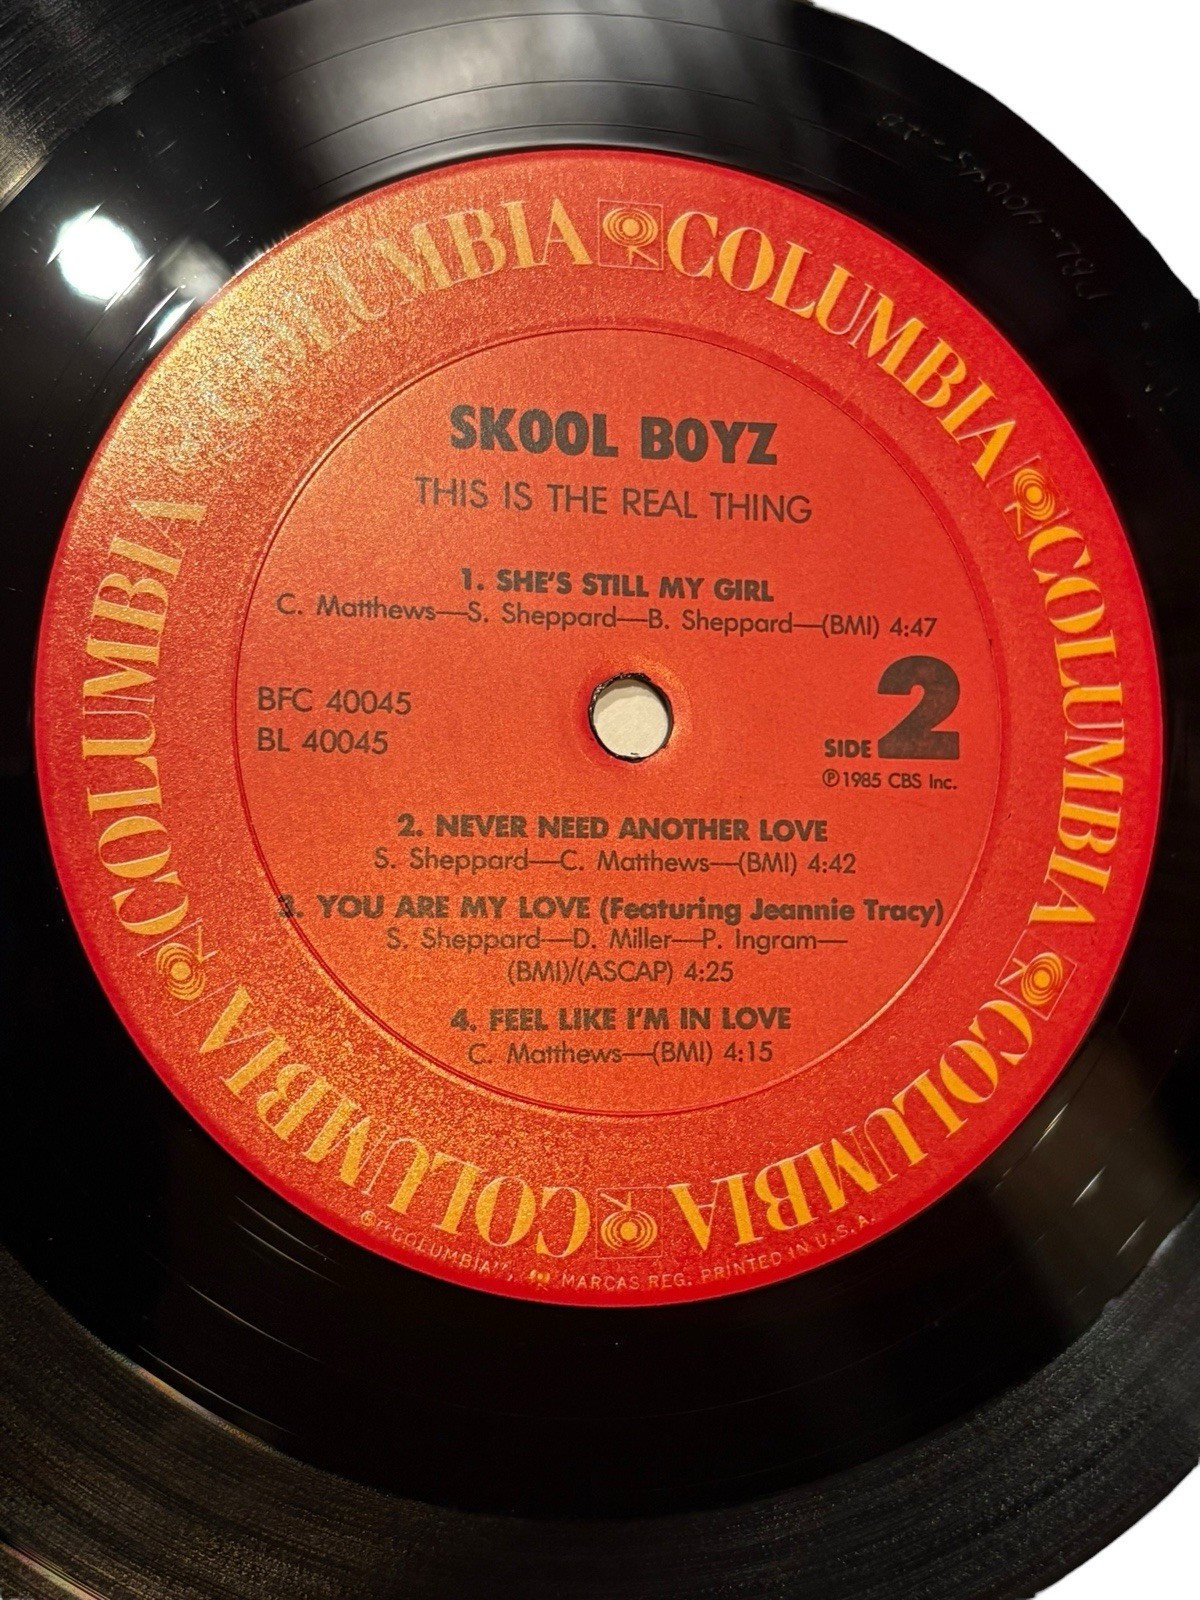 COLUMBIA COLUMBIA COLUMBIA COLUMBIA COLUMBIA COLUMBIA COLUMBIA COLUMBIA
SKOOL BOYZ
THIS IS THE REAL THING
1. SHE'S STILL MY GIRL
C. Matthews—S. Sheppard—B. Sheppard—(BMI) 4:47
BFC 40045
BL 40045
SIDE 2
℗1985 CBS Inc.
2. NEVER NEED ANOTHER LOVE
S. Sheppard—C. Matthews—(BMI) 4:42
3. YOU ARE MY LOVE (Featuring Jeannie Tracy)
S. Sheppard—D. Miller—P. Ingram—
(BMI)/(ASCAP) 4:25
4. FEEL LIKE I'M IN LOVE
C. Matthews—(BMI) 4:15
"COLUMBIA", MARCAS REG. PRINTED IN U.S.A.